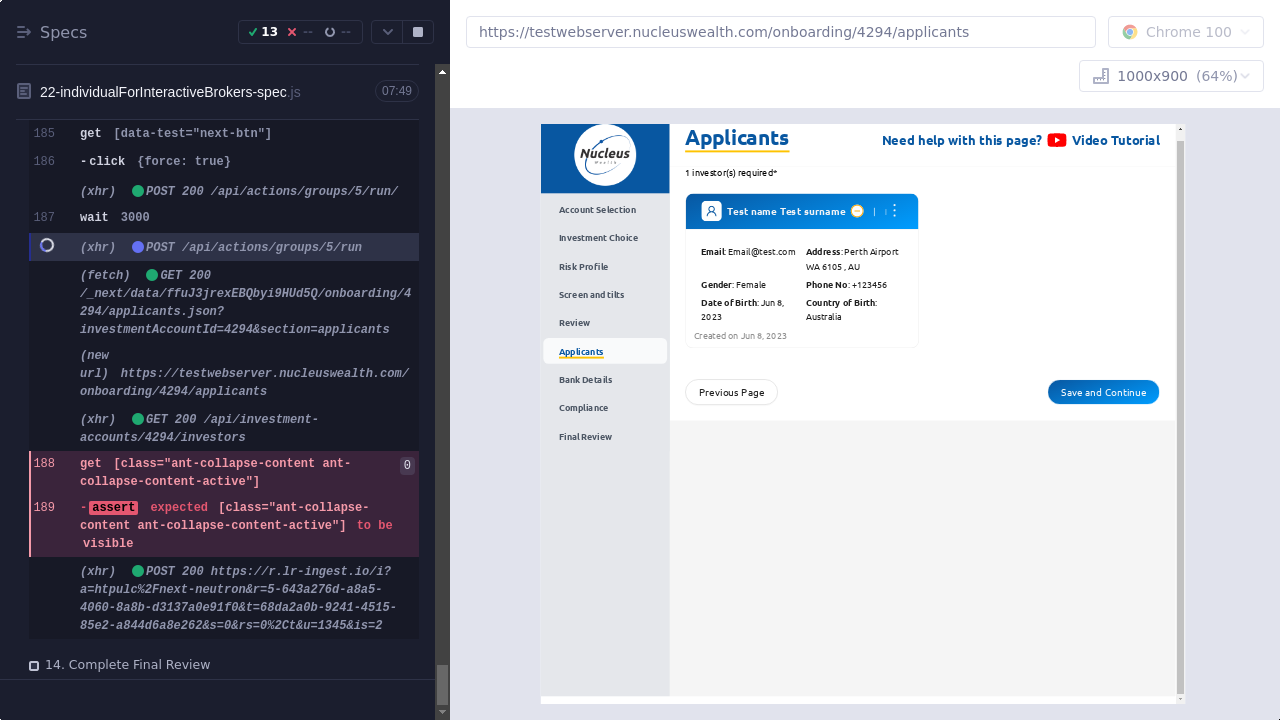 Specs
13
--
--
https://testwebserver.nucleuswealth.com/onboarding/4294/applicants
Chrome 100
1000x900 (64%)
22-individualForInteractiveBrokers-spec.js
07:49
185 get [data-test="next-btn"]
186 -click {force: true}
(xhr) POST 200 /api/actions/groups/5/run/
187 wait 3000
(xhr) POST /api/actions/groups/5/run
(fetch) GET 200
/_next/data/ffuJ3jrexEBQbyi9HUd5Q/onboarding/4
294/applicants.json?
investmentAccountId=4294&section=applicants
(new
url) https://testwebserver.nucleuswealth.com/
onboarding/4294/applicants
(xhr) GET 200 /api/investment-
accounts/4294/investors
188 get [class="ant-collapse-content ant-
collapse-content-active"]
0
189 -assert expected [class="ant-collapse-
content ant-collapse-content-active"] to be
visible
(xhr) POST 200 https://r.lr-ingest.io/i?
a=htpulc%2Fnext-neutron&r=5-643a276d-a8a5-
4060-8a8b-d3137a0e91f0&t=68da2a0b-9241-4515-
85e2-a844d6a8e262&s=0&rs=0%2Ct&u=1345&is=2
14. Complete Final Review
Nucleus
Wealth
Account Selection
Investment Choice
Risk Profile
Screen and tilts
Review
Applicants
Bank Details
Compliance
Final Review
Applicants
Need help with this page? Video Tutorial
1 investor(s) required*
Test name Test surname
Email: Email@test.com
Address: Perth Airport
WA 6105 , AU
Gender: Female
Phone No: +123456
Date of Birth: Jun 8,
2023
Country of Birth:
Australia
Created on Jun 8, 2023
Previous Page
Save and Continue